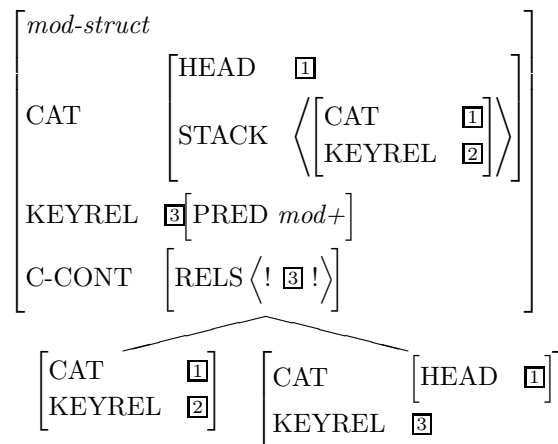 mod-struct
HEAD 1
CAT
STACK ⟨[CAT 1
KEYREL 2]⟩
KEYREL 3[PRED mod+]
C-CONT [RELS⟨! 3 !⟩]
CAT 1 CAT [HEAD 1]
KEYREL 2 KEYREL 3